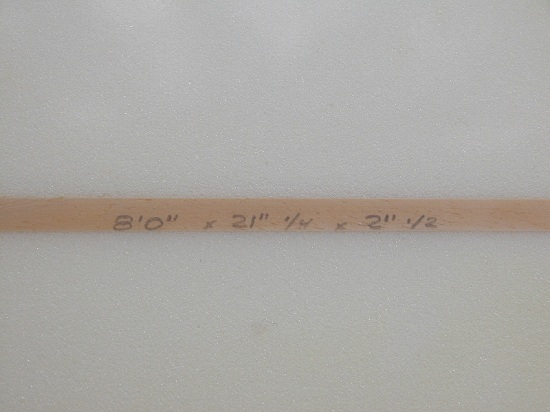 8'0" x 21" 1/4 x 2" 1/2